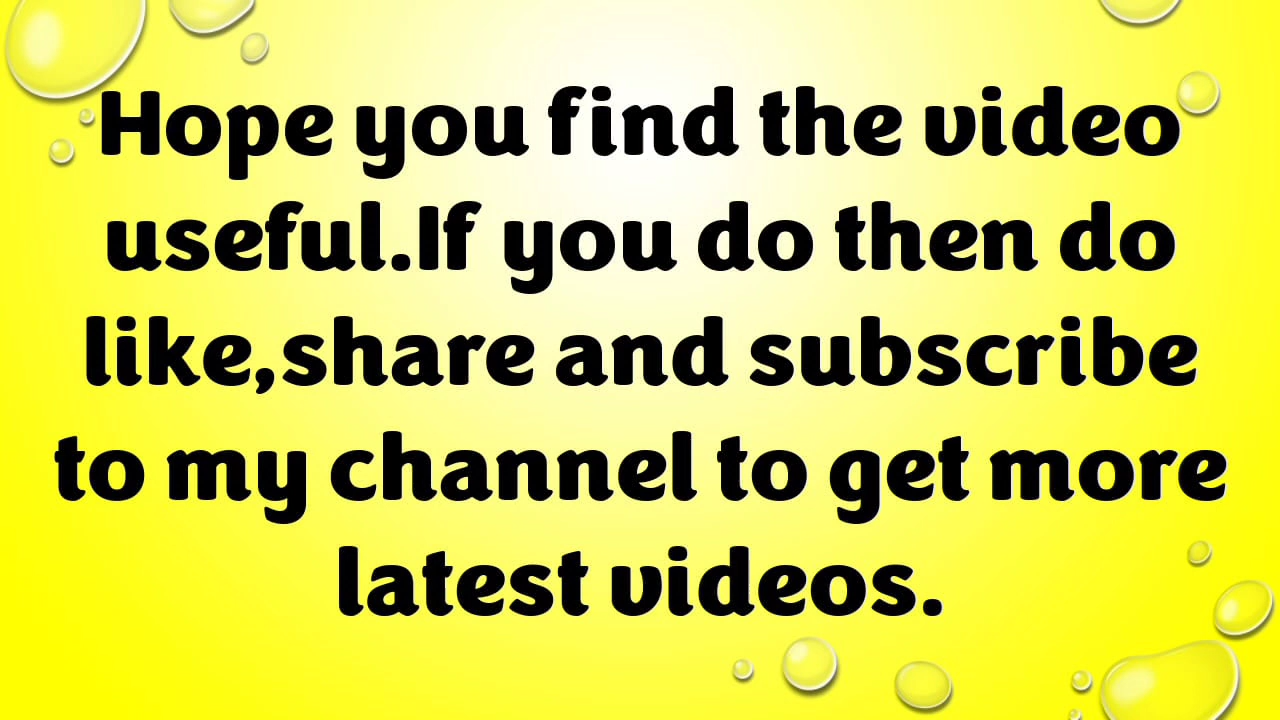 Hope you find the video
useful.If you do then do
like,share and subscribe
to my channel to get more
latest videos.